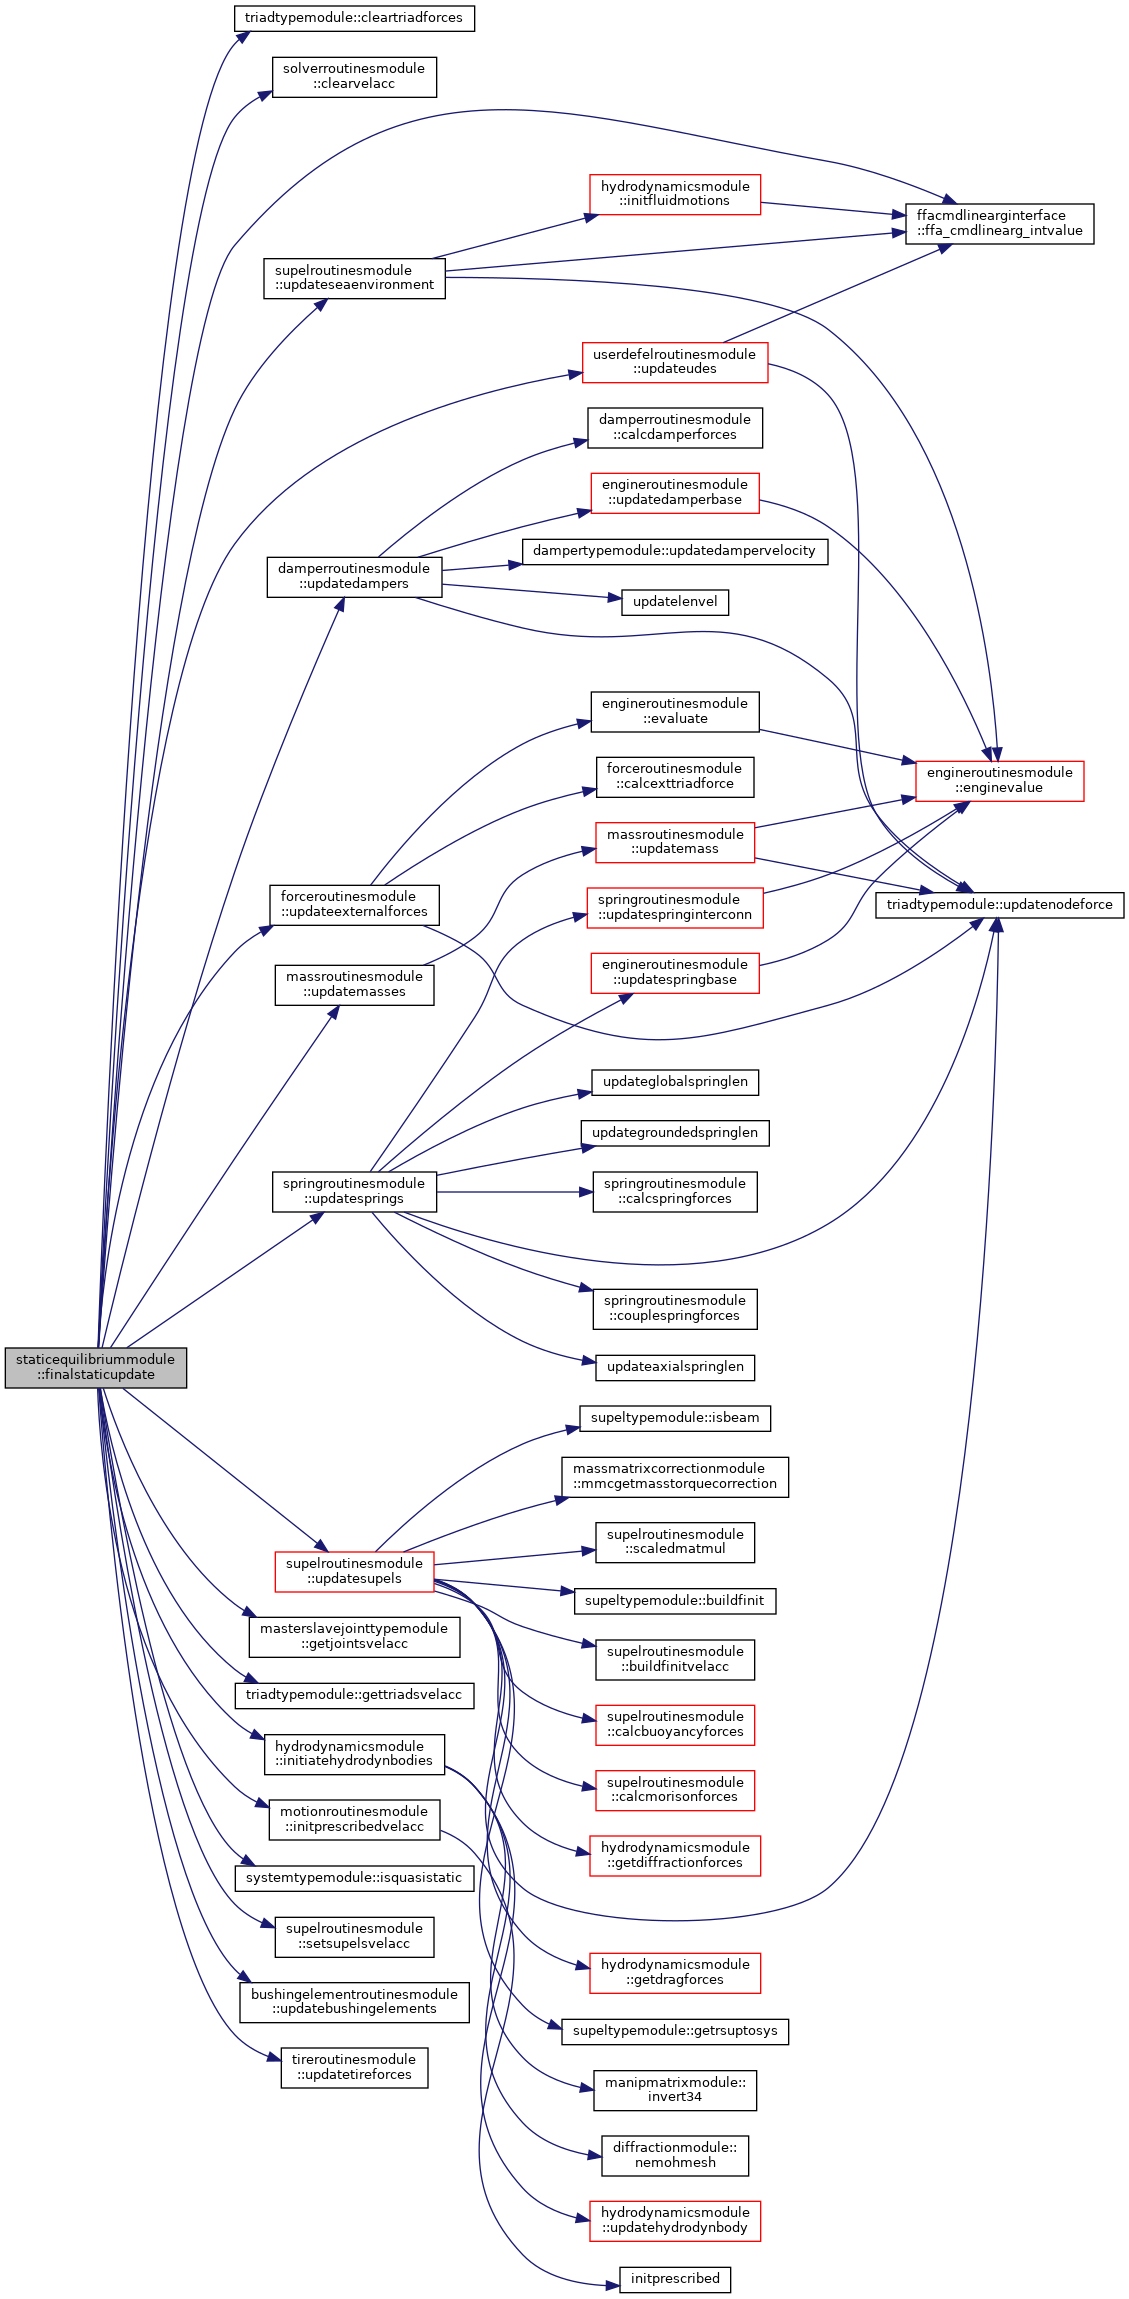 triadtypemodule::cleartriadforces
solverroutinesmodule
::clearvelacc
hydrodynamicsmodule
::initfluidmotions
ffacmdlinearginterface
::ffa_cmdlinearg_intvalue
supelroutinesmodule
::updateseaenvironment
userdefelroutinesmodule
::updateudes
damperroutinesmodule
::calcdamperforces
engineroutinesmodule
::updatedamperbase
dampertypemodule::updatedampervelocity
damperroutinesmodule
::updatedampers
updatelenvel
engineroutinesmodule
::evaluate
forceroutinesmodule
::calcexttriadforce
engineroutinesmodule
::enginevalue
massroutinesmodule
::updatemass
forceroutinesmodule
::updateexternalforces
springroutinesmodule
::updatespringinterconn
triadtypemodule::updatenodeforce
massroutinesmodule
::updatemasses
engineroutinesmodule
::updatespringbase
updateglobalspringlen
updategroundedspringlen
springroutinesmodule
::updatesprings
springroutinesmodule
::calcspringforces
springroutinesmodule
::couplespringforces
staticequilibriummodule
::finalstaticupdate
updateaxialspringlen
supeltypemodule::isbeam
massmatrixcorrectionmodule
::mmcgetmasstorquecorrection
supelroutinesmodule
::scaledmatmul
supelroutinesmodule
::updatesupels
supeltypemodule::buildfinit
masterslavejointtypemodule
::getjointsvelacc
supelroutinesmodule
::buildfinitvelacc
triadtypemodule::gettriadsvelacc
supelroutinesmodule
::calcbuoyancyforces
hydrodynamicsmodule
::initiatehydrodynbodies
supelroutinesmodule
::calcmorisonforces
motionroutinesmodule
::initprescribedvelacc
hydrodynamicsmodule
::getdiffractionforces
systemtypemodule::isquasistatic
supelroutinesmodule
::setsupelsvelacc
hydrodynamicsmodule
::getdragforces
bushingelementroutinesmodule
::updatebushingelements
supeltypemodule::getrsuptosys
tireroutinesmodule
::updatetireforces
manipmatrixmodule::
invert34
diffractionmodule::
nemohmesh
hydrodynamicsmodule
::updatehydrodynbody
initprescribed